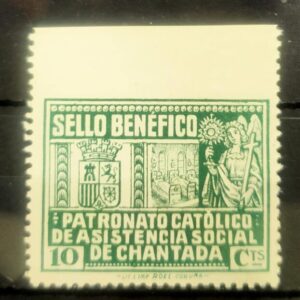 SELLO BENÉFICO
PATRONATO CATÓLICO
DE ASISTENCIA SOCIAL
10 DE CHANTADA CTS